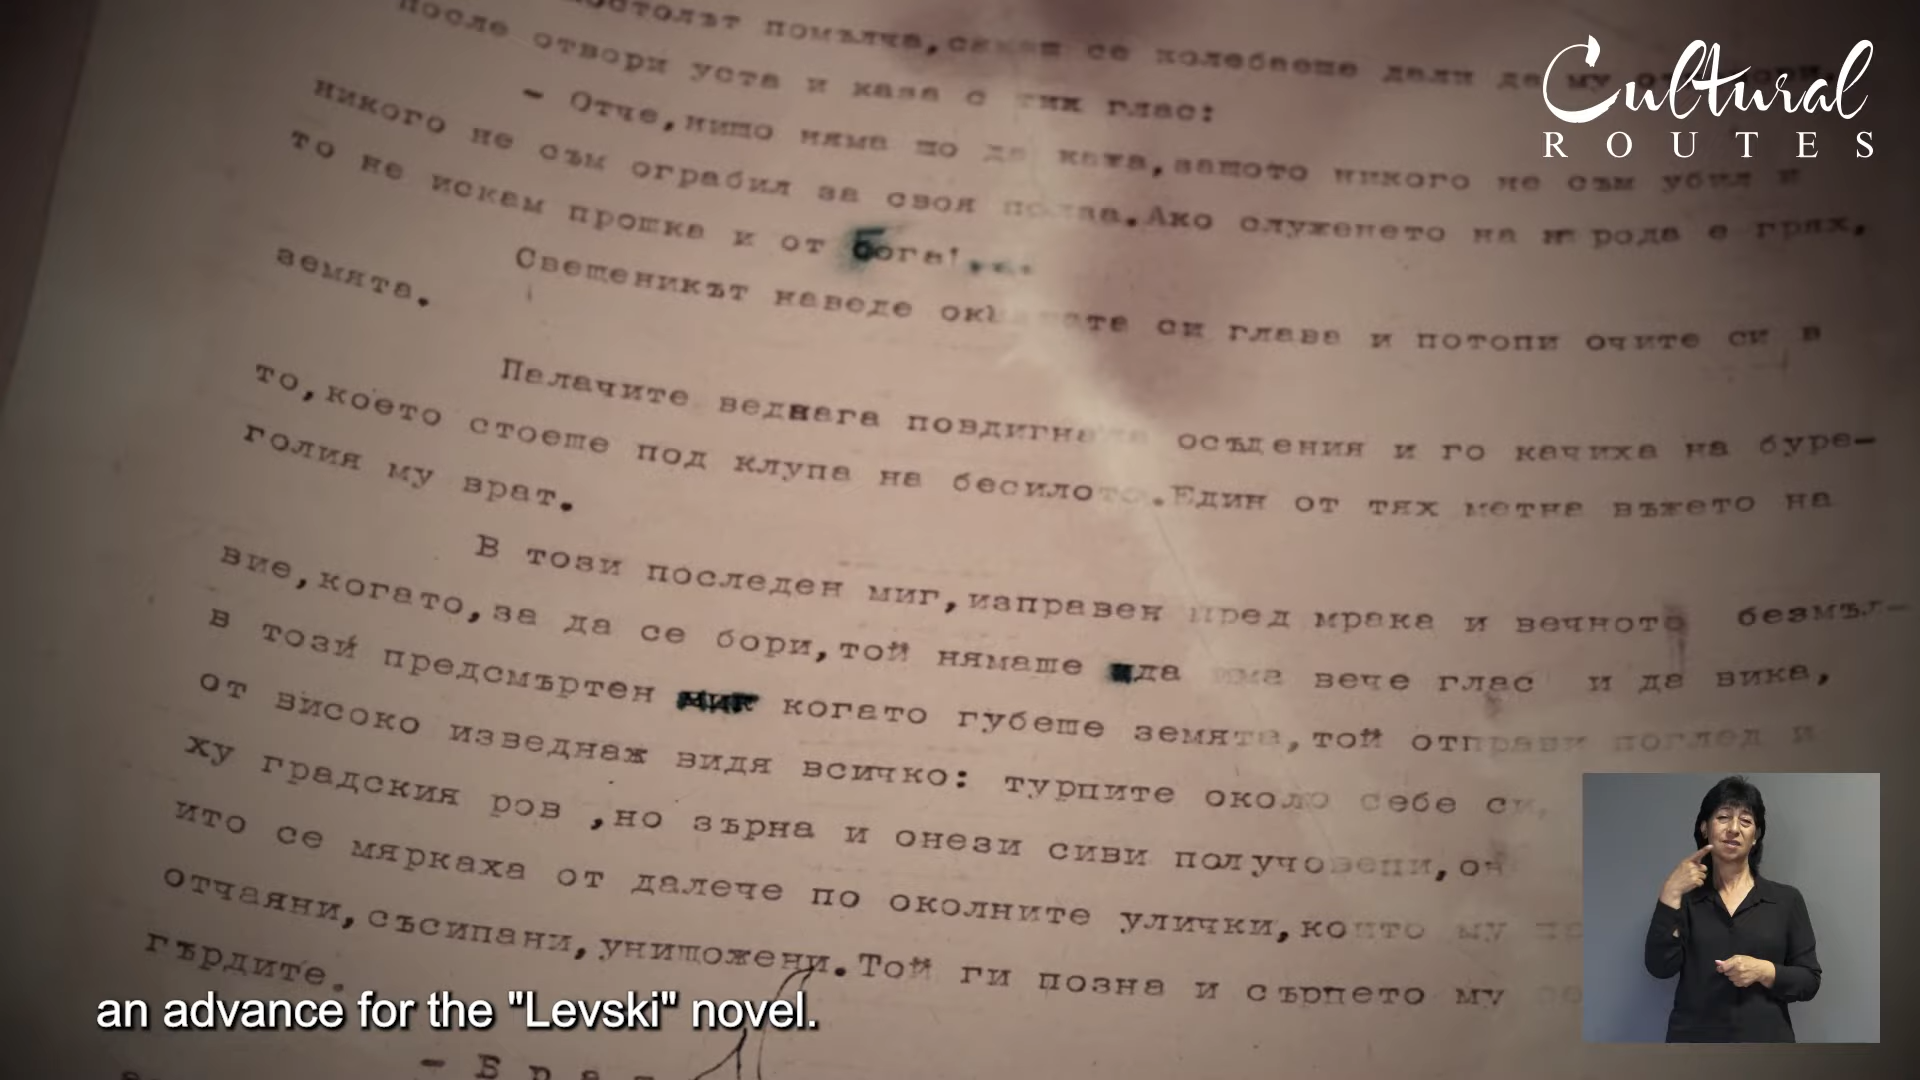 Cultural
ROUTES
помълча, сякаш се колебаеше дали да му
после отвори уста и каза с тих глас:
- Отче, нищо няма що да кажа, защото никого не съм убил и
никого не съм ограбил за своя полза. Ако служенето на народа е грях,
то не искам прошка и от бога!...
Свещеникът наведе си глава и потопи очите си в
земята.
Палачите веднага повдигнаха осъдения и го качиха на буре-
то, което стоеше под клупа на бесилото. Един от тях метна въжето на
голия му врат.
В този последен миг, изправен пред мрака и вечното безмъл-
вие, когато, за да се бори, той нямаше да има вече глас и да вика,
в този предсмъртен миг когато губеше земята, той отправи поглед и
от високо изведнаж видя всичко: турците около себе си,
ху градския ров, но зърна и онези сиви получовеци,
ито се мяркаха от далече по околните улички, които му
отчаяни, съсипани, унищожени. Той ги позна и сърцето му
гърдите.
an advance for the "Levski" novel.